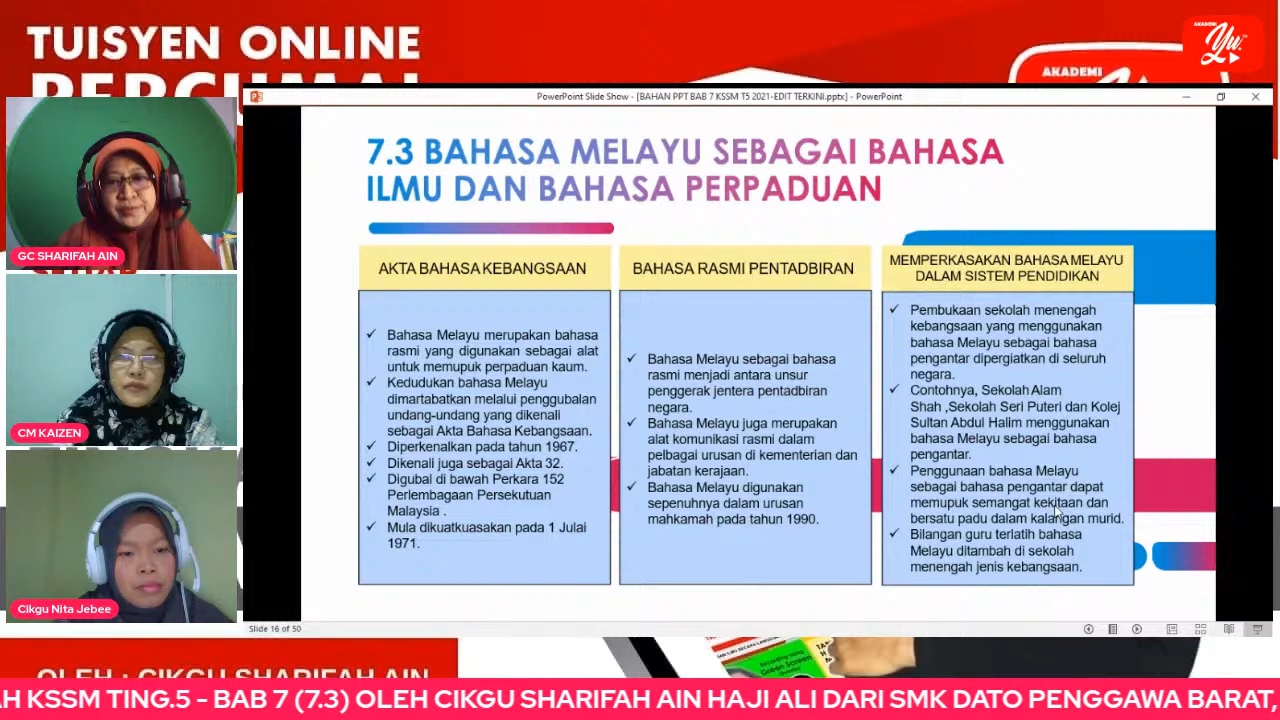 TUISYEN ONLINE
PERCUMA!
AKADEMI
Yu.
AKADEMI
PowerPoint Slide Show - [BAHAN PPT BAB 7 KSSM T5 2021-EDIT TERKINI.pptx] - PowerPoint
GC SHARIFAH AIN
CM KAIZEN
Cikgu Nita Jebee
7.3 BAHASA MELAYU SEBAGAI BAHASA
ILMU DAN BAHASA PERPADUAN
AKTA BAHASA KEBANGSAAN
✓ Bahasa Melayu merupakan bahasa
rasmi yang digunakan sebagai alat
untuk memupuk perpaduan kaum.
✓ Kedudukan bahasa Melayu
dimartabatkan melalui penggubalan
undang-undang yang dikenali
sebagai Akta Bahasa Kebangsaan.
✓ Diperkenalkan pada tahun 1967.
✓ Dikenali juga sebagai Akta 32.
✓ Digubal di bawah Perkara 152
Perlembagaan Persekutuan
Malaysia .
✓ Mula dikuatkuasakan pada 1 Julai
1971.
BAHASA RASMI PENTADBIRAN
✓ Bahasa Melayu sebagai bahasa
rasmi menjadi antara unsur
penggerak jentera pentadbiran
negara.
✓ Bahasa Melayu juga merupakan
alat komunikasi rasmi dalam
pelbagai urusan di kementerian dan
jabatan kerajaan.
✓ Bahasa Melayu digunakan
sepenuhnya dalam urusan
mahkamah pada tahun 1990.
MEMPERKASAKAN BAHASA MELAYU
DALAM SISTEM PENDIDIKAN
✓ Pembukaan sekolah menengah
kebangsaan yang menggunakan
bahasa Melayu sebagai bahasa
pengantar dipergiatkan di seluruh
negara.
✓ Contohnya, Sekolah Alam
Shah ,Sekolah Seri Puteri dan Kolej
Sultan Abdul Halim menggunakan
bahasa Melayu sebagai bahasa
pengantar.
✓ Penggunaan bahasa Melayu
sebagai bahasa pengantar dapat
memupuk semangat kekitaan dan
bersatu padu dalam kalangan murid.
✓ Bilangan guru terlatih bahasa
Melayu ditambah di sekolah
menengah jenis kebangsaan.
Slide 16 of 50
Green Screen
OLEH : CIKGU SHARIFAH AIN
AH KSSM TING.5 - BAB 7 (7.3) OLEH CIKGU SHARIFAH AIN HAJI ALI DARI SMK DATO PENGGAWA BARAT,